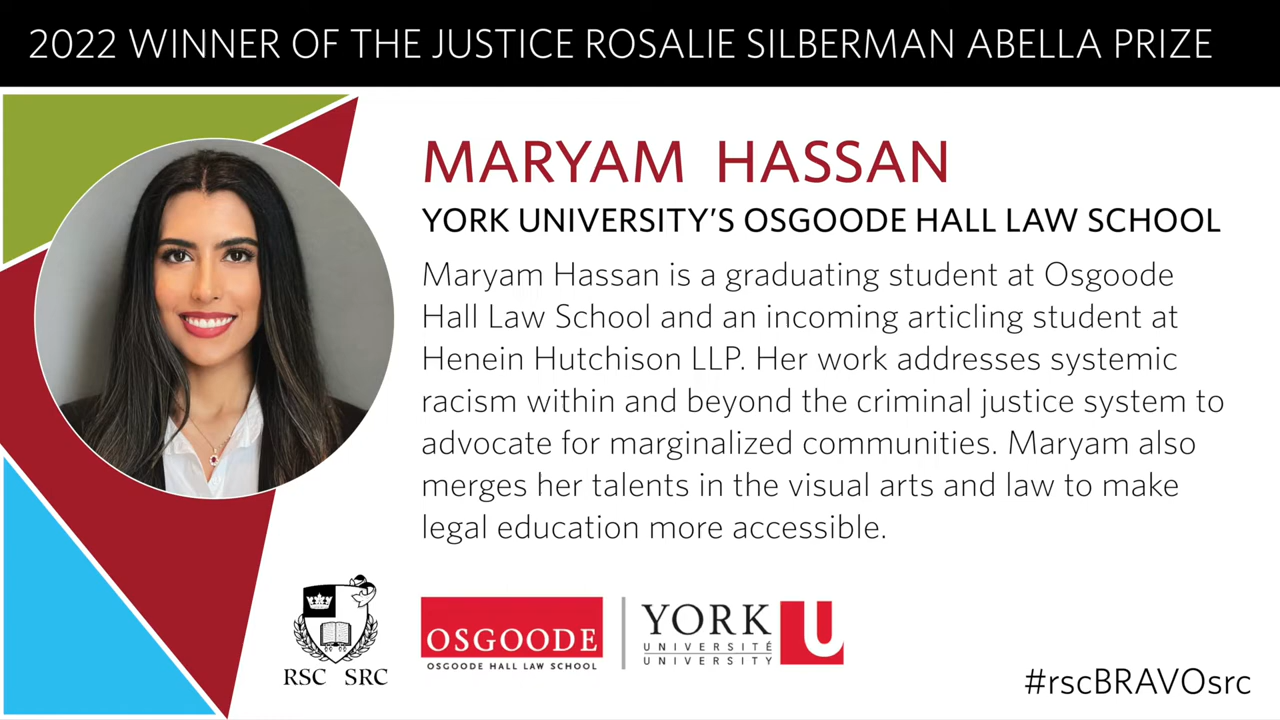 2022 WINNER OF THE JUSTICE ROSALIE SILBERMAN ABELLA PRIZE
MARYAM HASSAN
YORK UNIVERSITY'S OSGOODE HALL LAW SCHOOL
Maryam Hassan is a graduating student at Osgoode
Hall Law School and an incoming articling student at
Henein Hutchison LLP. Her work addresses systemic
racism within and beyond the criminal justice system to
advocate for marginalized communities. Maryam also
merges her talents in the visual arts and law to make
legal education more accessible.
RSC SRC
OSGOODE
OSGOODE HALL LAW SCHOOL
YORK
UNIVERSITÉ
UNIVERSITY
U
#rscBRAVOsrc